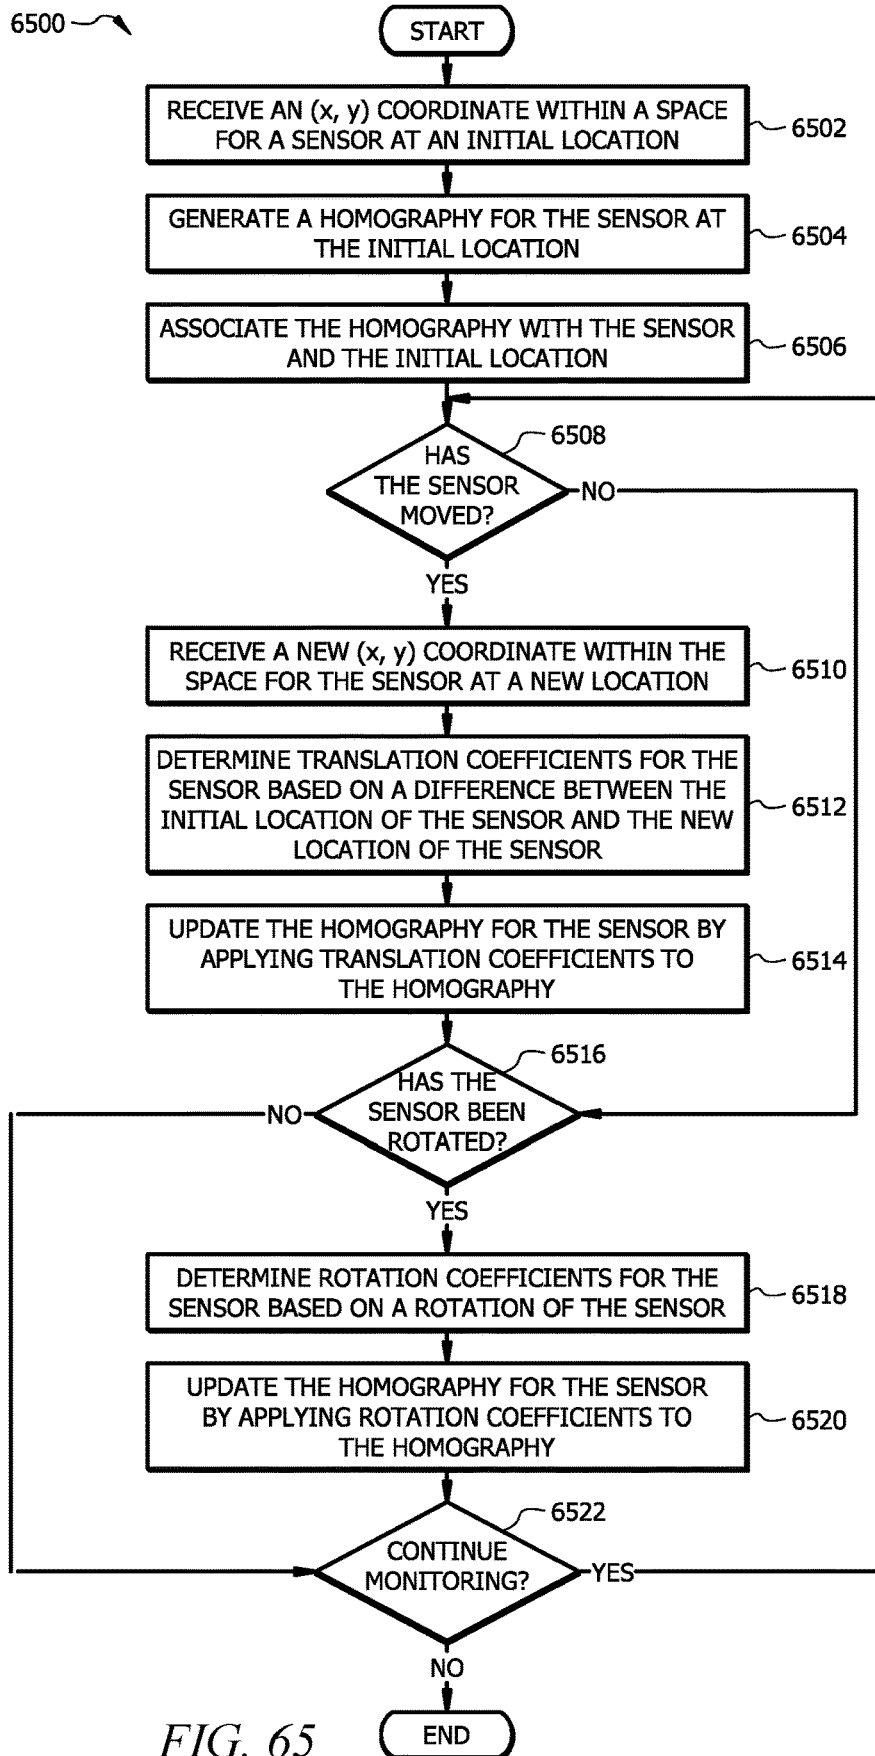 6500
START
RECEIVE AN (x, y) COORDINATE WITHIN A SPACE
FOR A SENSOR AT AN INITIAL LOCATION
6502
GENERATE A HOMOGRAPHY FOR THE SENSOR AT
THE INITIAL LOCATION
6504
ASSOCIATE THE HOMOGRAPHY WITH THE SENSOR
AND THE INITIAL LOCATION
6506
6508
HAS
THE SENSOR
MOVED?
NO
YES
RECEIVE A NEW (x, y) COORDINATE WITHIN THE
SPACE FOR THE SENSOR AT A NEW LOCATION
6510
DETERMINE TRANSLATION COEFFICIENTS FOR THE
SENSOR BASED ON A DIFFERENCE BETWEEN THE
INITIAL LOCATION OF THE SENSOR AND THE NEW
LOCATION OF THE SENSOR
6512
UPDATE THE HOMOGRAPHY FOR THE SENSOR BY
APPLYING TRANSLATION COEFFICIENTS TO
THE HOMOGRAPHY
6514
6516
HAS THE
SENSOR BEEN
ROTATED?
NO
YES
DETERMINE ROTATION COEFFICIENTS FOR THE
SENSOR BASED ON A ROTATION OF THE SENSOR
6518
UPDATE THE HOMOGRAPHY FOR THE SENSOR
BY APPLYING ROTATION COEFFICIENTS TO
THE HOMOGRAPHY
6520
6522
CONTINUE
MONITORING?
YES
NO
END
FIG. 65